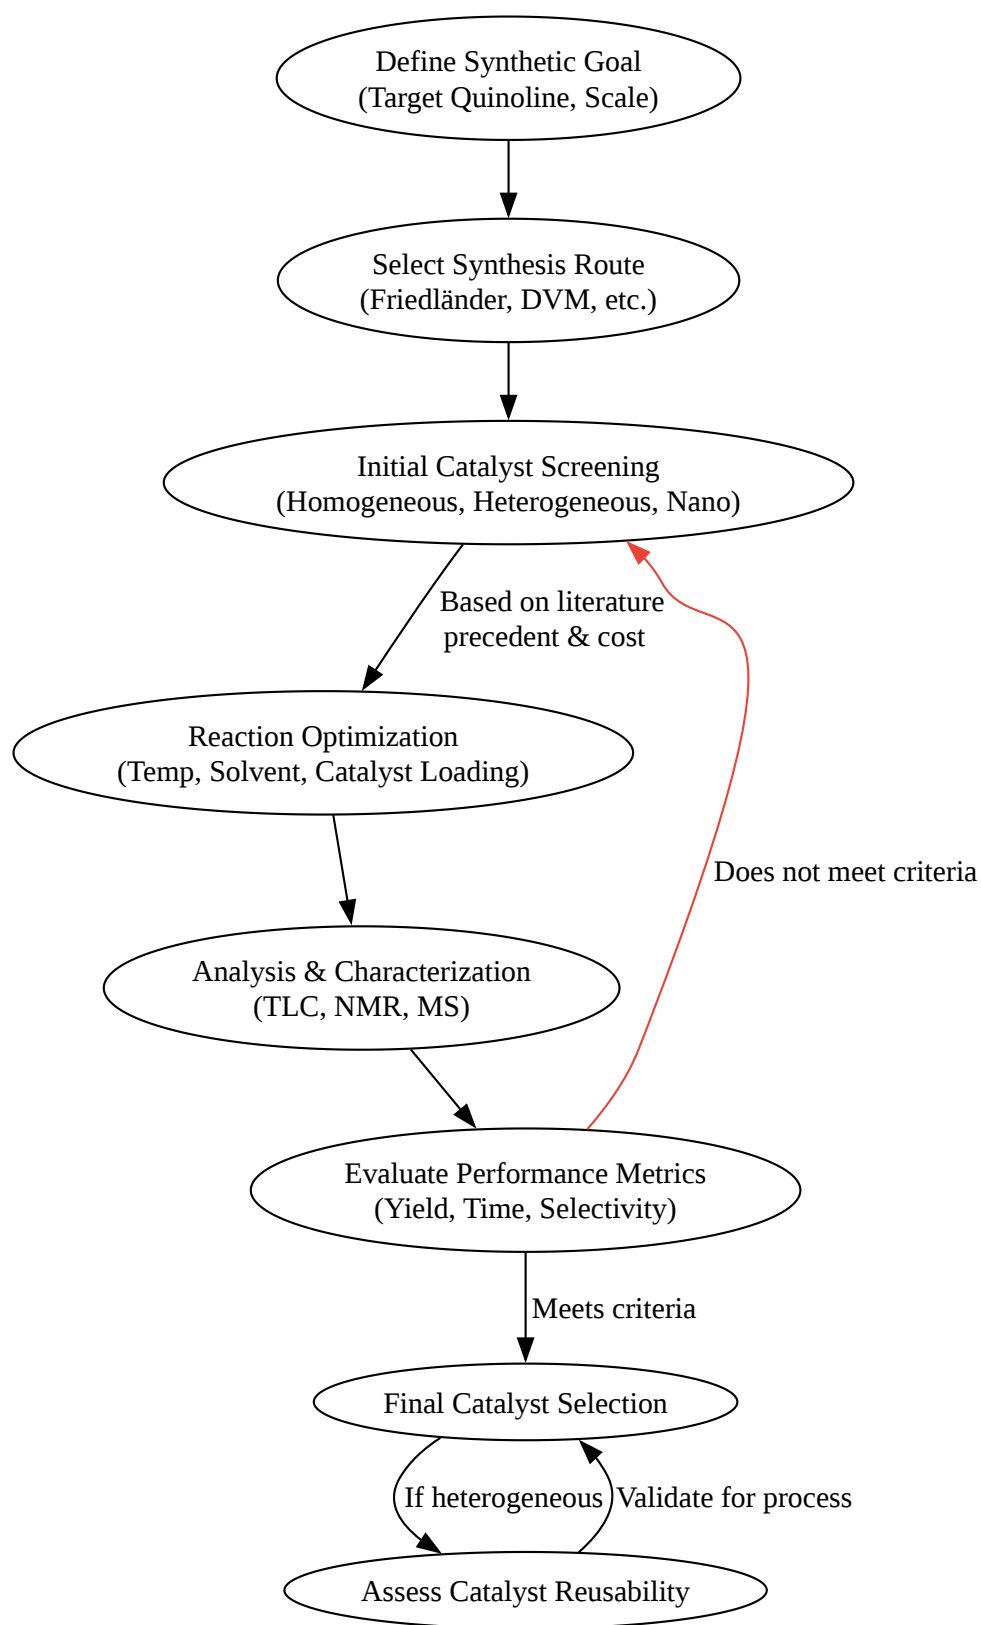 Define Synthetic Goal
(Target Quinoline, Scale)
Select Synthesis Route
(Friedländer, DVM, etc.)
Initial Catalyst Screening
(Homogeneous, Heterogeneous, Nano)
Based on literature
precedent & cost
Reaction Optimization
(Temp, Solvent, Catalyst Loading)
Does not meet criteria
Analysis & Characterization
(TLC, NMR, MS)
Evaluate Performance Metrics
(Yield, Time, Selectivity)
Meets criteria
Final Catalyst Selection
If heterogeneous
Validate for process
Assess Catalyst Reusability